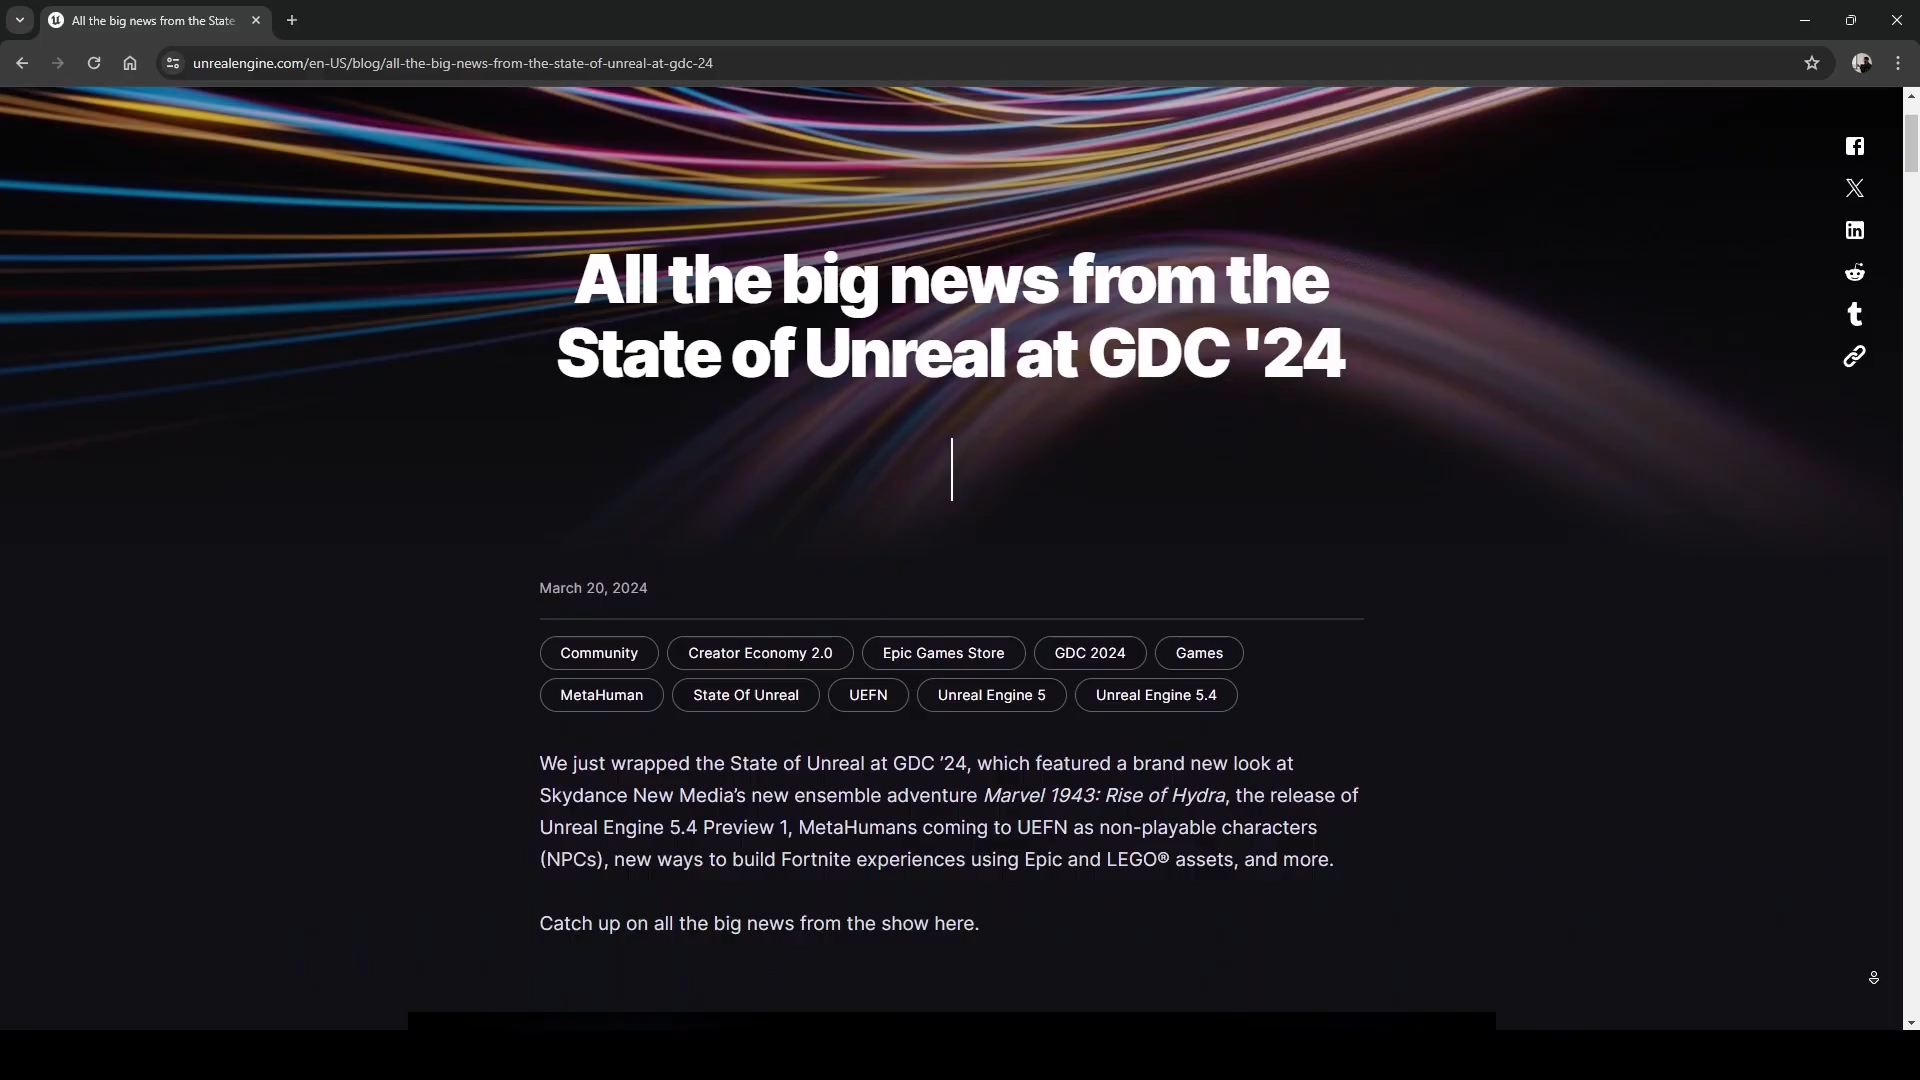 All the big news from the State
unrealengine.com/en-US/blog/all-the-big-news-from-the-state-of-unreal-at-gdc-24
All the big news from the
State of Unreal at GDC '24
March 20, 2024
Community Creator Economy 2.0 Epic Games Store GDC 2024 Games
MetaHuman State Of Unreal UEFN Unreal Engine 5 Unreal Engine 5.4
We just wrapped the State of Unreal at GDC ’24, which featured a brand new look at
Skydance New Media’s new ensemble adventure Marvel 1943: Rise of Hydra, the release of
Unreal Engine 5.4 Preview 1, MetaHumans coming to UEFN as non-playable characters
(NPCs), new ways to build Fortnite experiences using Epic and LEGO® assets, and more.
Catch up on all the big news from the show here.